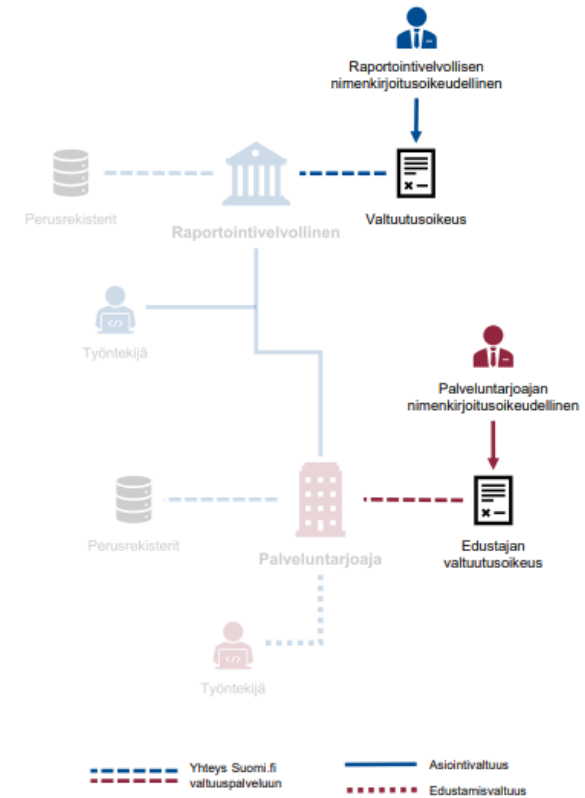 Raportointivelvollisen
nimenkirjoitusoikeudellinen
Perusrekisterit
Raportointivelvollinen
Valtuutusoikeus
Työntekijä
Palveluntarjoajan
nimenkirjoitusoikeudellinen
Perusrekisterit
Palveluntarjoaja
Edustajan
valtuutusoikeus
Työntekijä
Yhteys Suomi.fi
valtuuspalveluun
Asiointivaltuus
Edustamisvaltuus